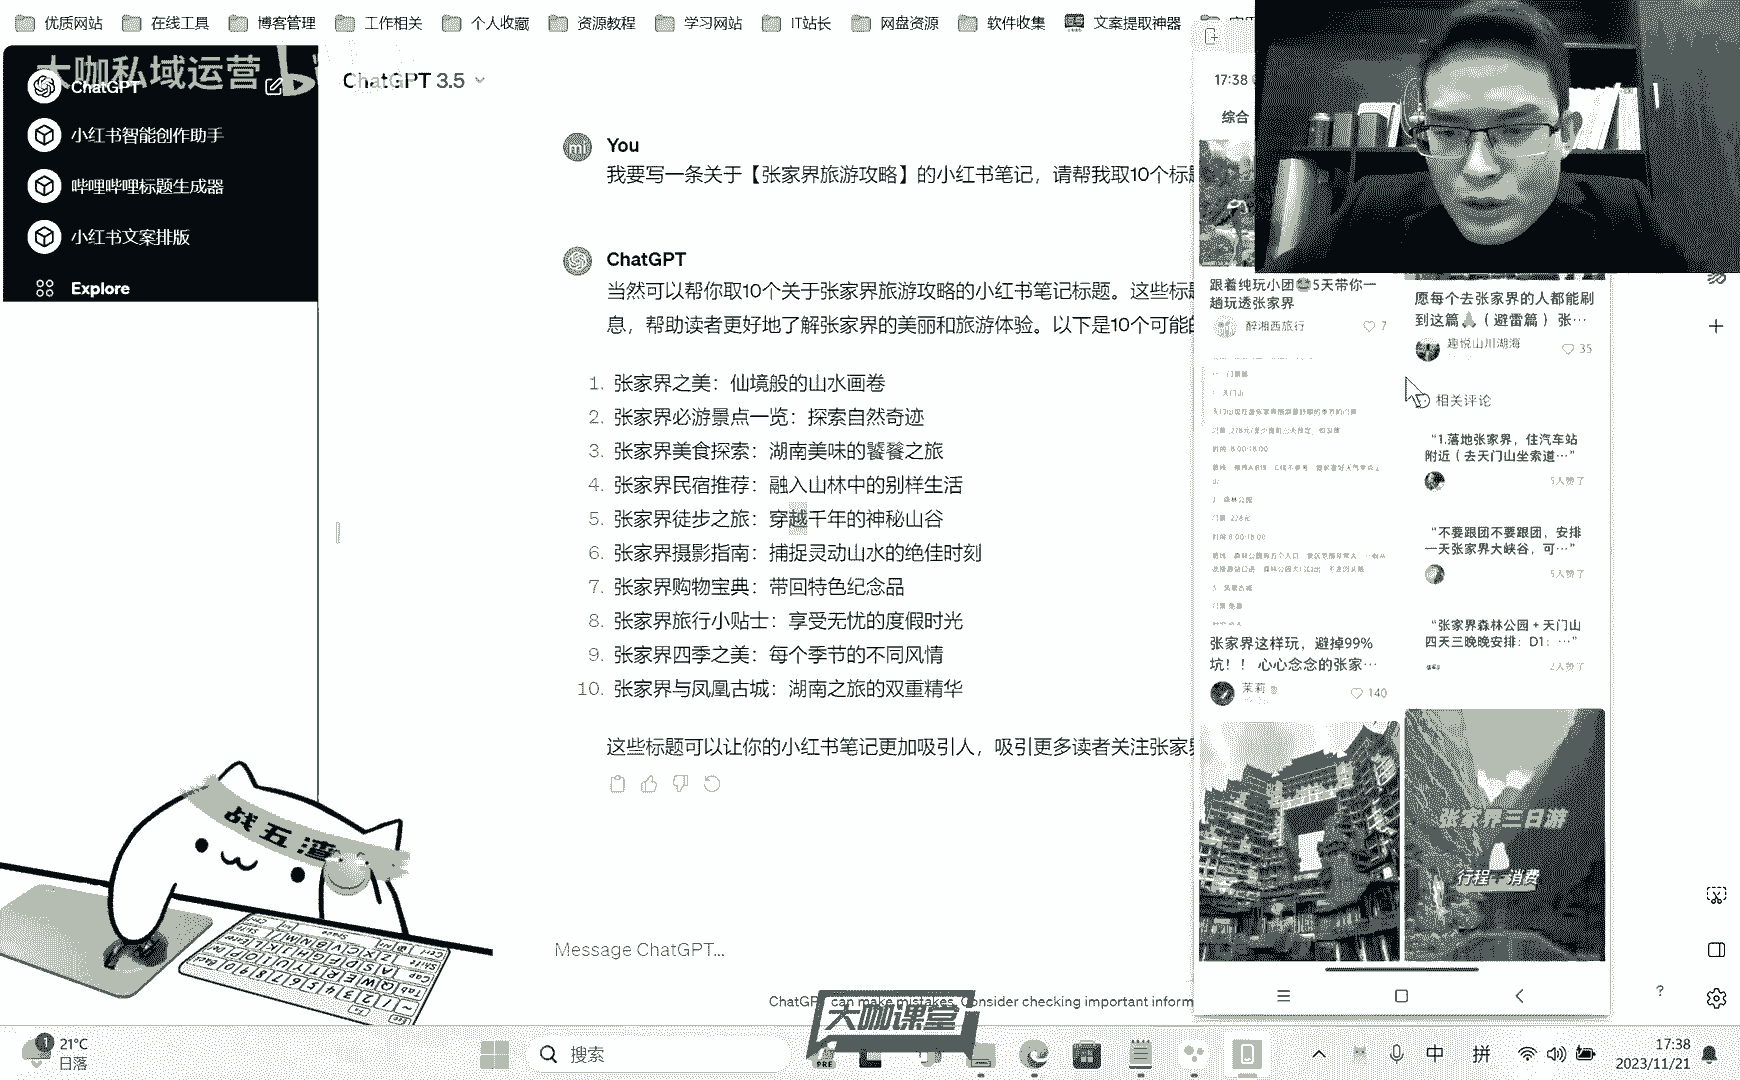 优质网站
在线工具
博客管理
工作相关
个人收藏
资源教程
学习网站
IT站长
网盘资源
软件收集
文案提取神器
大咖私域运营
ChatGPT
小红书智能创作助手
哔哩哔哩标题生成器
小红书文案排版
Explore
ChatGPT 3.5
You
我要写一条关于【张家界旅游攻略】的小红书笔记，请帮我取10个标题
ChatGPT
当然可以帮你取10个关于张家界旅游攻略的小红书笔记标题。这些标题
息，帮助读者更好地了解张家界的美丽和旅游体验。以下是10个可能的
1. 张家界之美：仙境般的山水画卷
2. 张家界必游景点一览：探索自然奇迹
3. 张家界美食探索：湖南美味的饕餮之旅
4. 张家界民宿推荐：融入山林中的别样生活
5. 张家界徒步之旅：穿越千年的神秘山谷
6. 张家界摄影指南：捕捉灵动山水的绝佳时刻
7. 张家界购物宝典：带回特色纪念品
8. 张家界旅行小贴士：享受无忧的度假时光
9. 张家界四季之美：每个季节的不同风情
10. 张家界与凤凰古城：湖南之旅的双重精华
这些标题可以让你的小红书笔记更加吸引人，吸引更多读者关注张家界
Message ChatGPT...
ChatGPT can make mistakes. Consider checking important inform
17:38
综合
跟着纯玩小团5天带你一
趟玩透张家界
醉湘西旅行
7
愿每个去张家界的人都能刷
到这篇🙏（避雷篇）张…
趣悦山川湖海
35
相关评论
“1.落地张家界，住汽车站
附近（去天门山坐索道…”
5人赞了
“不要跟团不要跟团，安排
一天张家界大峡谷，可…”
5人赞了
“张家界森林公园+天门山
四天三晚晚安排：D1：…”
2人赞了
张家界这样玩，避掉99%
坑！！ 心心念念的张家…
茉莉
140
张家界三日游
行程+消费
战五渣
大咖课堂
1
21°C
日落
搜索
中
拼
17:38
2023/11/21